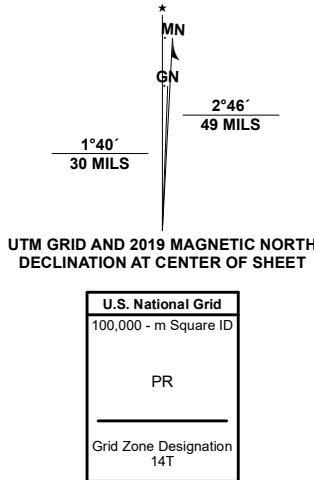 ★
MN
GN
1°40´
30 MILS
2°46´
49 MILS
UTM GRID AND 2019 MAGNETIC NORTH
DECLINATION AT CENTER OF SHEET
U.S. National Grid
100,000 - m Square ID
PR
Grid Zone Designation
14T